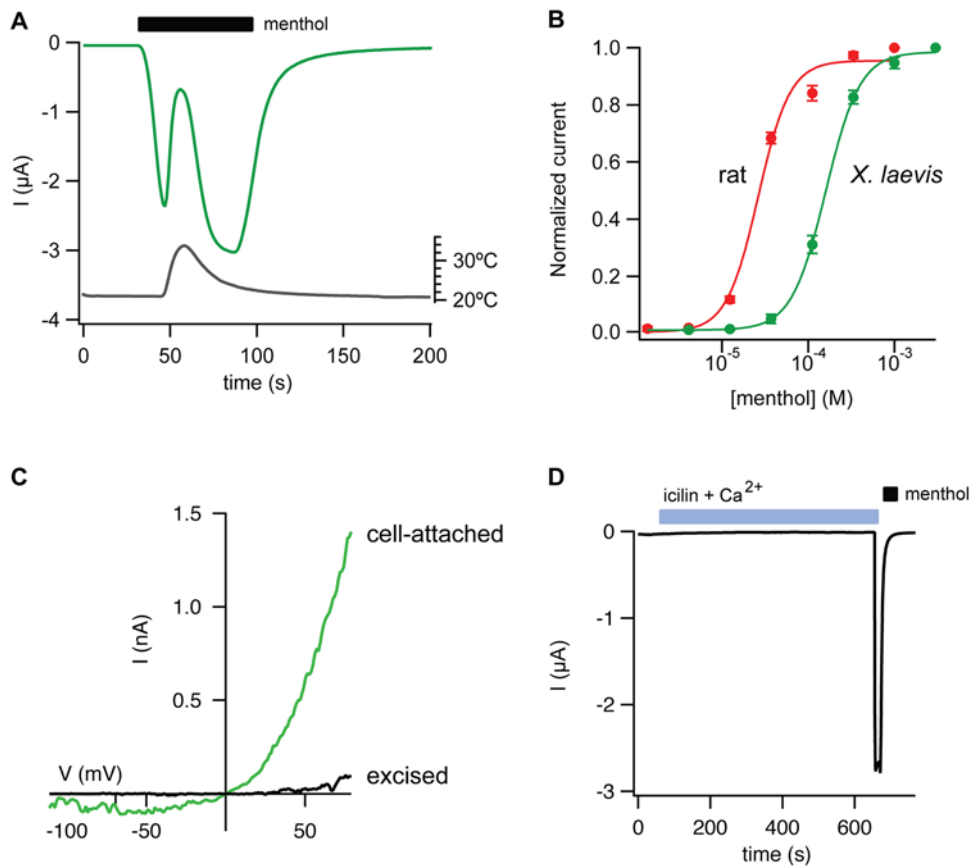 A
menthol
0
-1
-2
-3
-4
I (µA)
30ºC
20ºC
0 50 100 150 200
time (s)
B
1.0
0.8
0.6
0.4
0.2
0.0
Normalized current
rat
X. laevis
10-5 10-4 10-3
[menthol] (M)
C
1.5
1.0
0.5
I (nA)
cell-attached
excised
V (mV)
-100 -50 50
D
icilin + Ca2+
menthol
0
-1
-2
-3
I (µA)
0 200 400 600
time (s)